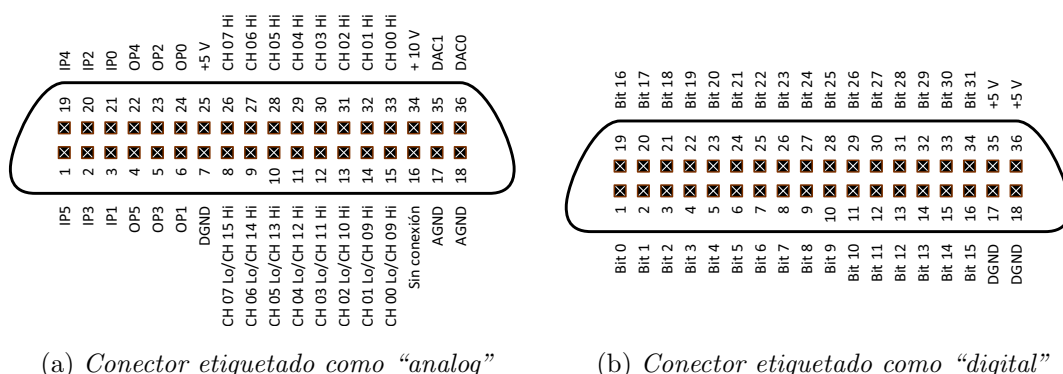 IP4 IP2 IP0 OP4 OP2 OP0 +5 V CH 07 Hi CH 06 Hi CH 05 Hi CH 04 Hi CH 03 Hi CH 02 Hi CH 01 Hi CH 00 Hi + 10 V DAC1 DAC0
19 20 21 22 23 24 25 26 27 28 29 30 31 32 33 34 35 36
1 2 3 4 5 6 7 8 9 10 11 12 13 14 15 16 17 18
IP5 IP3 IP1 OP5 OP3 OP1 DGND CH 07 Lo/CH 15 Hi CH 06 Lo/CH 14 Hi CH 05 Lo/CH 13 Hi CH 04 Lo/CH 12 Hi CH 03 Lo/CH 11 Hi CH 02 Lo/CH 10 Hi CH 01 Lo/CH 09 Hi CH 00 Lo/CH 09 Hi Sin conexión AGND AGND
(a) Conector etiquetado como “analog”
Bit 16 Bit 17 Bit 18 Bit 19 Bit 20 Bit 21 Bit 22 Bit 23 Bit 24 Bit 25 Bit 26 Bit 27 Bit 28 Bit 29 Bit 30 Bit 31 +5 V +5 V
19 20 21 22 23 24 25 26 27 28 29 30 31 32 33 34 35 36
1 2 3 4 5 6 7 8 9 10 11 12 13 14 15 16 17 18
Bit 0 Bit 1 Bit 2 Bit 3 Bit 4 Bit 5 Bit 6 Bit 7 Bit 8 Bit 9 Bit 10 Bit 11 Bit 12 Bit 13 Bit 14 Bit 15 DGND DGND
(b) Conector etiquetado como “digital”